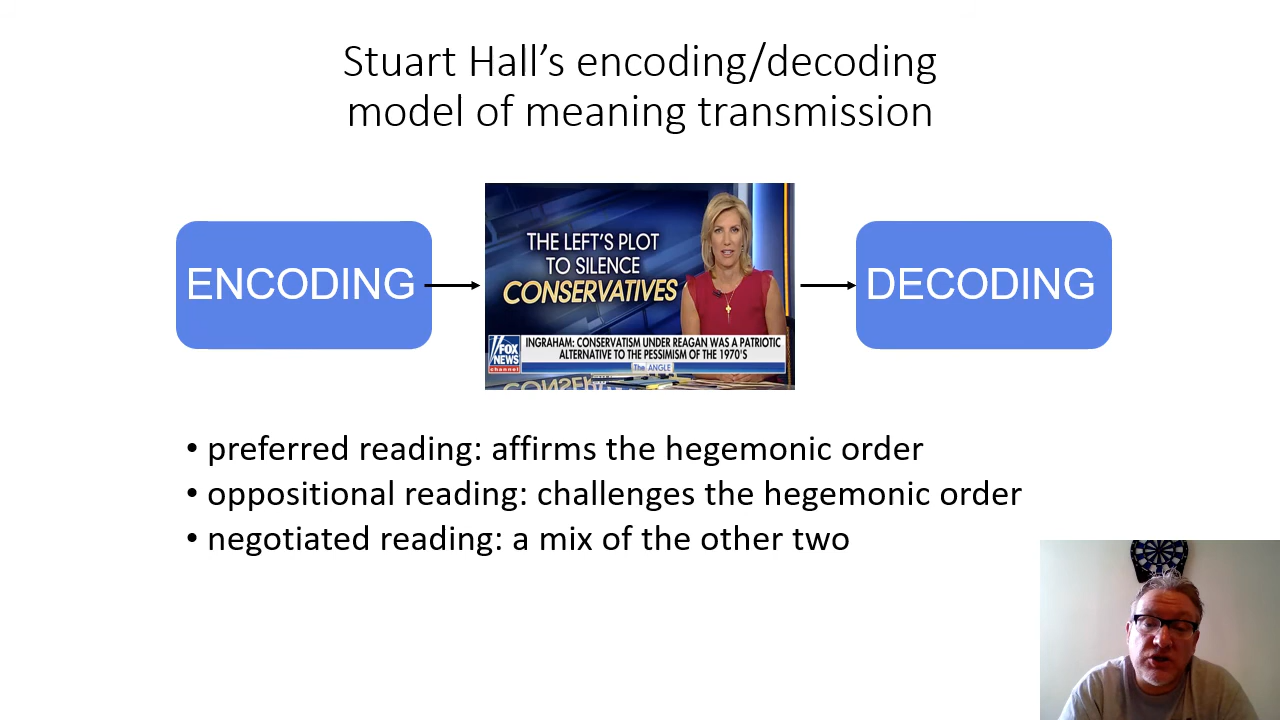 Stuart Hall’s encoding/decoding
model of meaning transmission
ENCODING
THE LEFT'S PLOT
TO SILENCE
CONSERVATIVES
FOX
NEWS
channel
INGRAHAM: CONSERVATISM UNDER REAGAN WAS A PATRIOTIC
ALTERNATIVE TO THE PESSIMISM OF THE 1970'S
The ANGLE
DECODING
• preferred reading: affirms the hegemonic order
• oppositional reading: challenges the hegemonic order
• negotiated reading: a mix of the other two